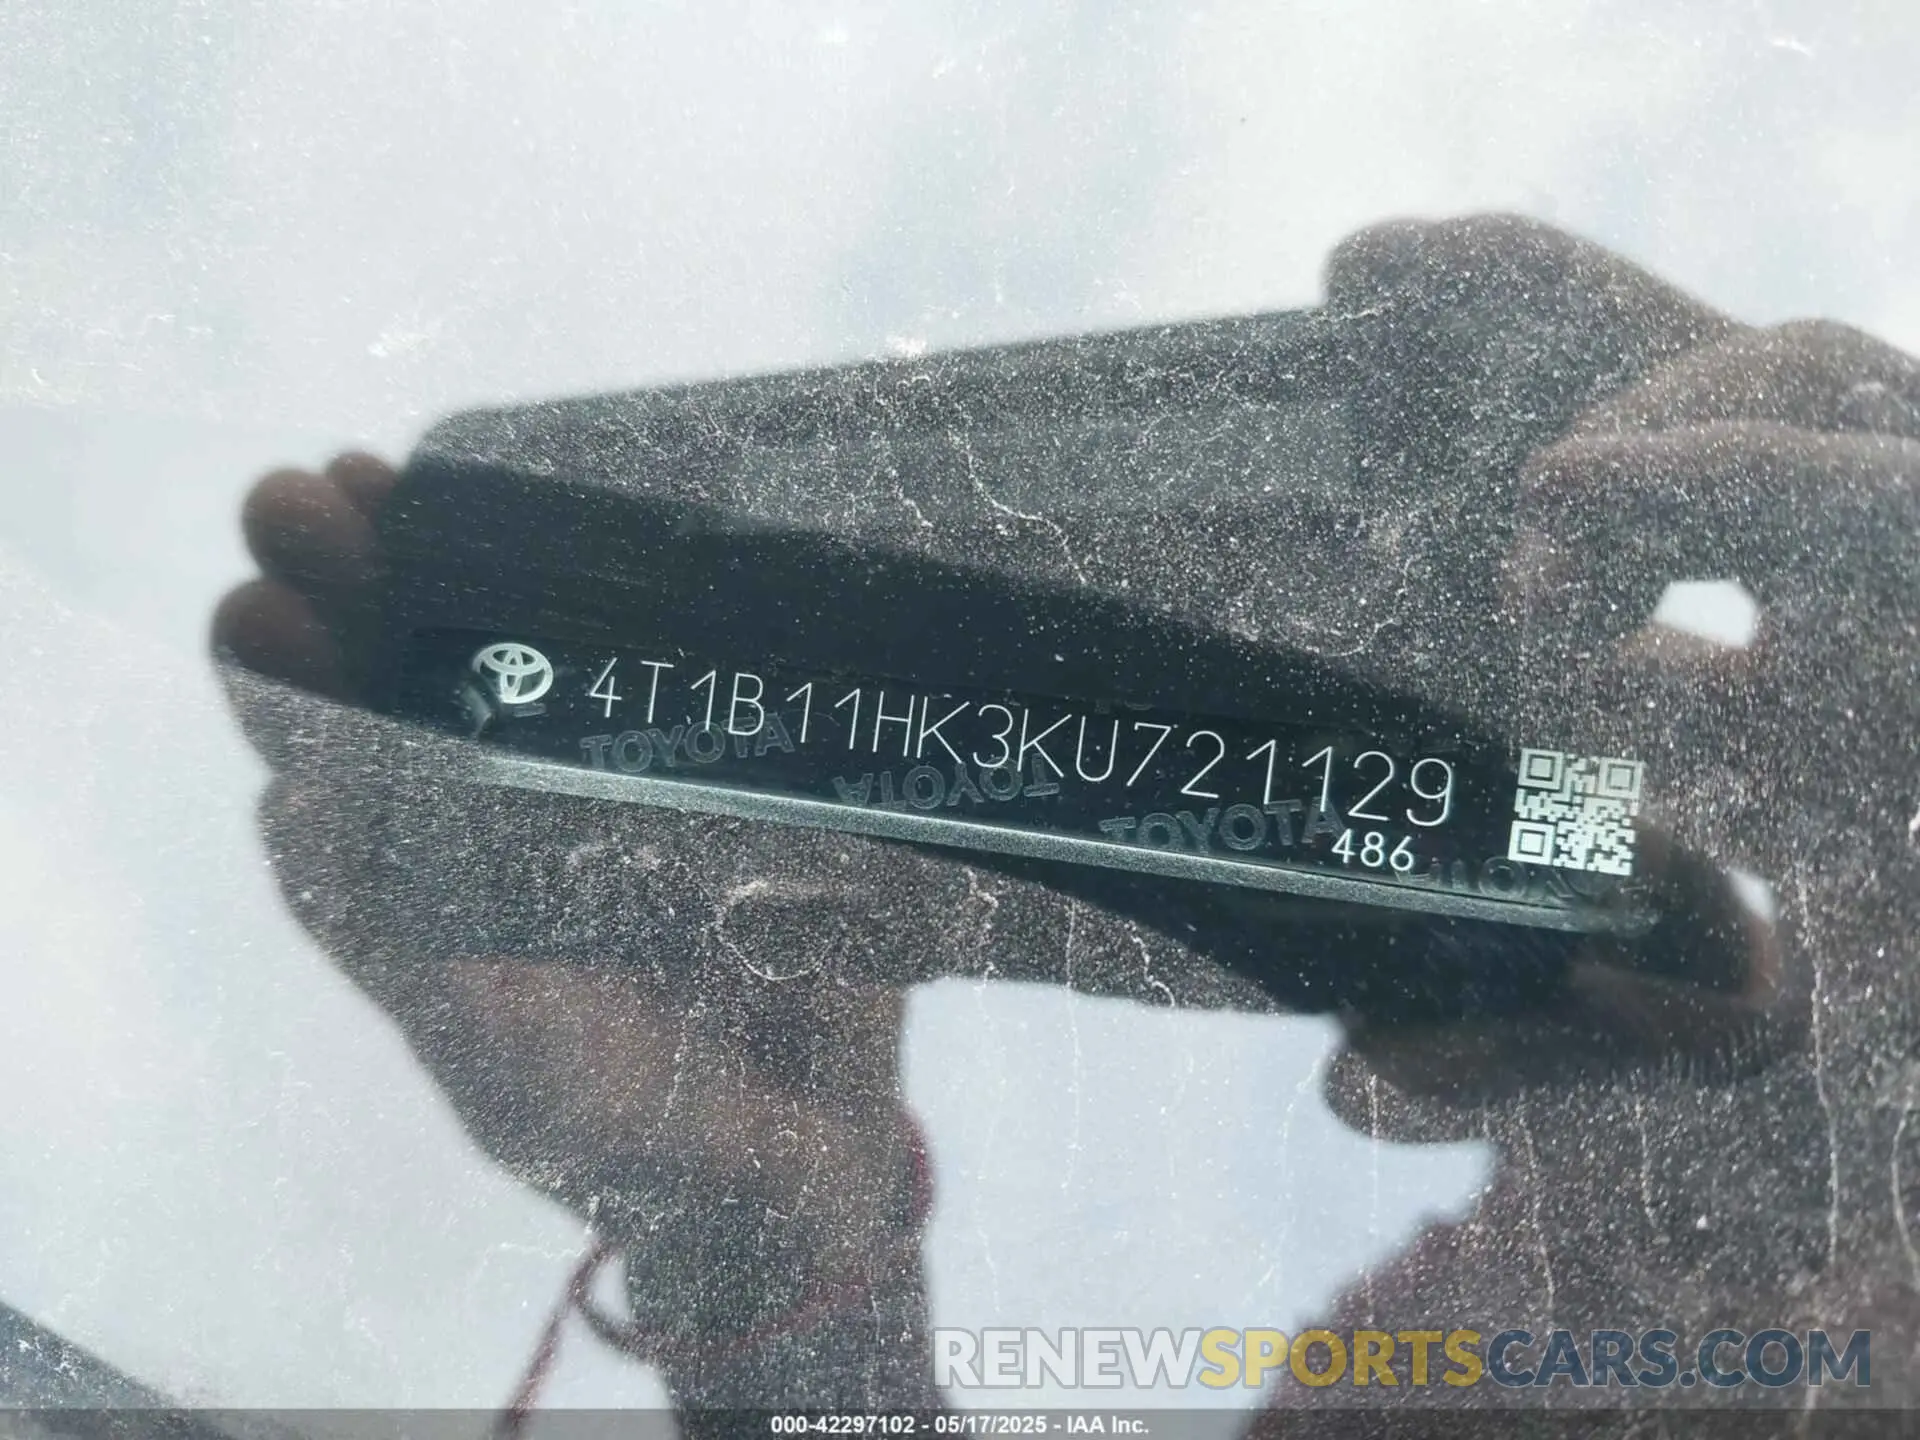 4T1B11HK3KU721129
TOYOTA
TOYOTA
TOYOTA
486
RENEWSPORTSCARS.COM
000-42297102 - 05/17/2025 - IAA Inc.